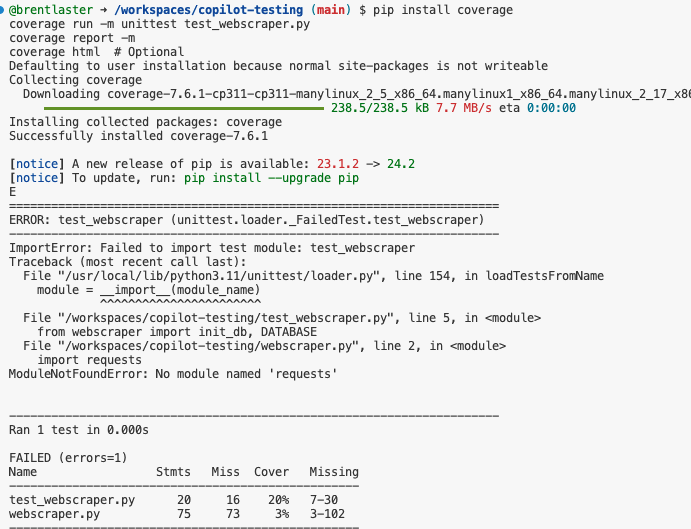 @brentlaster → /workspaces/copilot-testing (main) $ pip install coverage
coverage run -m unittest test_webscraper.py
coverage report -m
coverage html  # Optional
Defaulting to user installation because normal site-packages is not writeable
Collecting coverage
  Downloading coverage-7.6.1-cp311-cp311-manylinux_2_5_x86_64.manylinux1_x86_64.manylinux_2_17_x86
238.5/238.5 kB 7.7 MB/s eta 0:00:00
Installing collected packages: coverage
Successfully installed coverage-7.6.1
[notice] A new release of pip is available: 23.1.2 -> 24.2
[notice] To update, run: pip install --upgrade pip
E
======================================================================
ERROR: test_webscraper (unittest.loader._FailedTest.test_webscraper)
----------------------------------------------------------------------
ImportError: Failed to import test module: test_webscraper
Traceback (most recent call last):
  File "/usr/local/lib/python3.11/unittest/loader.py", line 154, in loadTestsFromName
    module = __import__(module_name)
             ^^^^^^^^^^^^^^^^^^^^^^^
  File "/workspaces/copilot-testing/test_webscraper.py", line 5, in <module>
    from webscraper import init_db, DATABASE
  File "/workspaces/copilot-testing/webscraper.py", line 2, in <module>
    import requests
ModuleNotFoundError: No module named 'requests'
----------------------------------------------------------------------
Ran 1 test in 0.000s
FAILED (errors=1)
Name                 Stmts   Miss  Cover   Missing
--------------------------------------------------
test_webscraper.py      20     16    20%   7-30
webscraper.py           75     73     3%   3-102
--------------------------------------------------